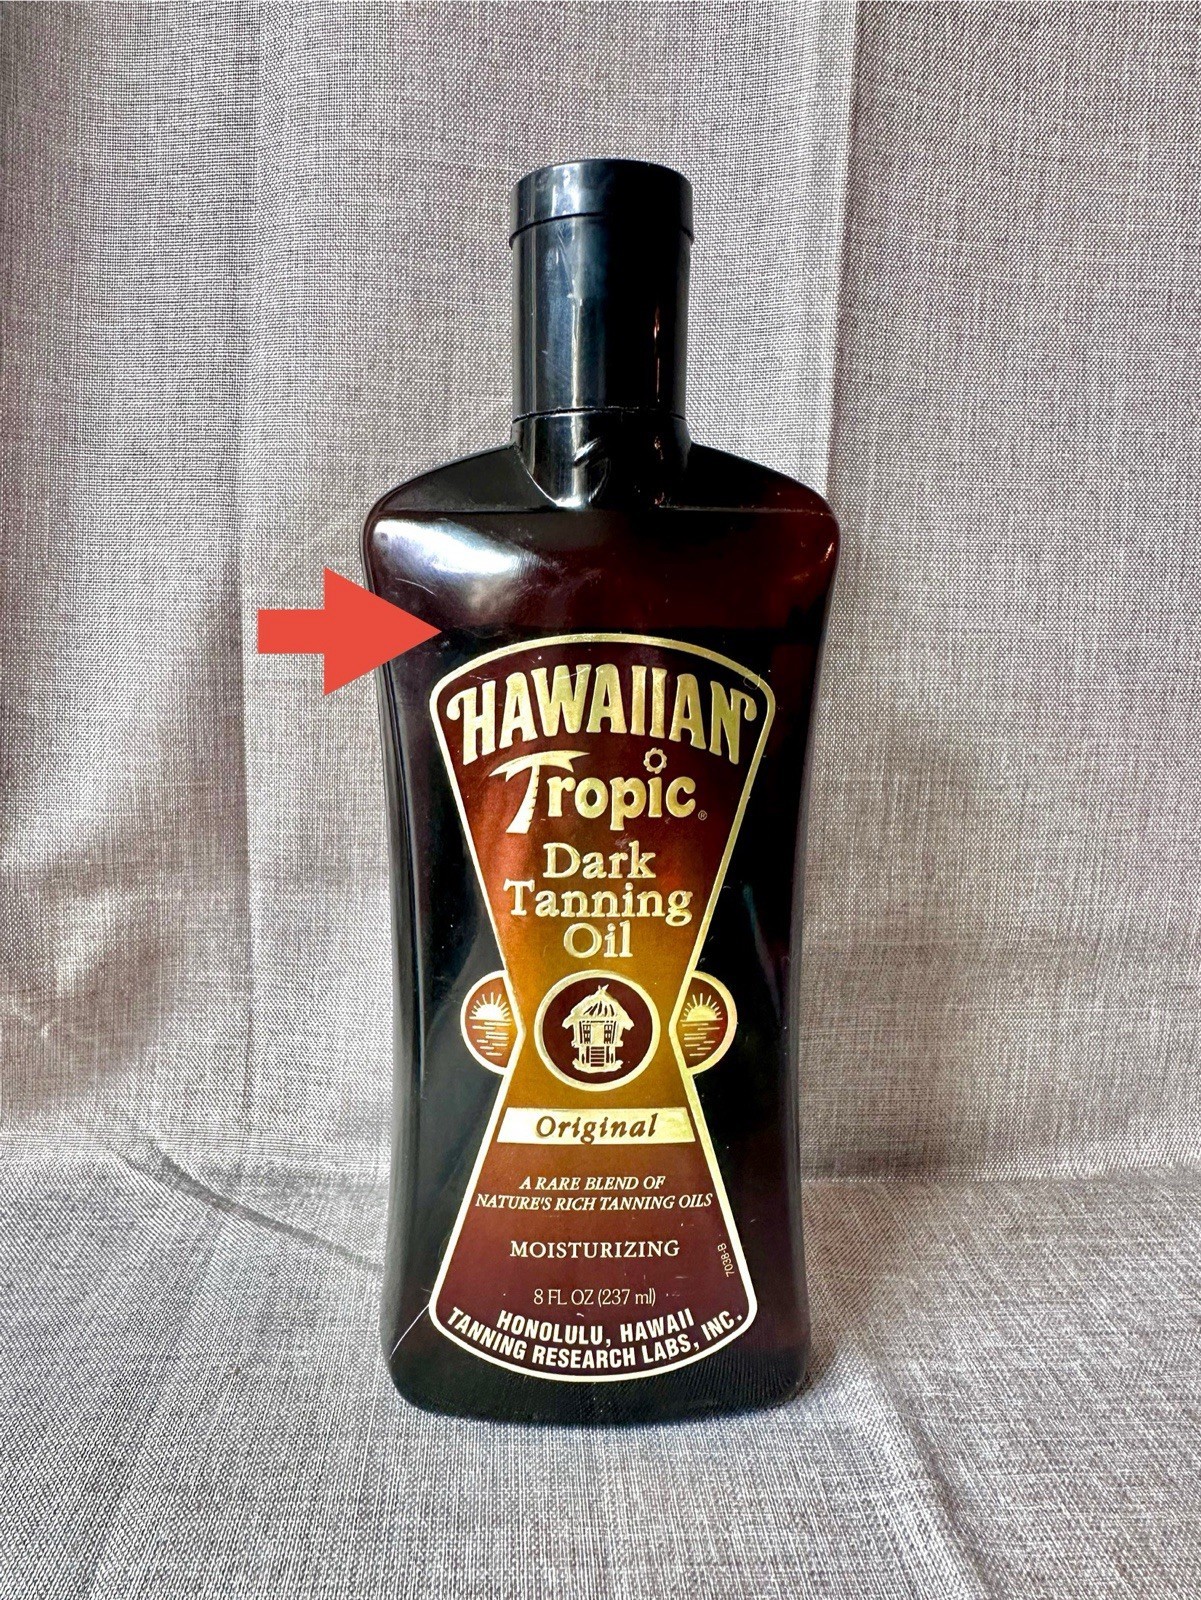 HAWAIIAN
Tropic®
Dark
Tanning
Oil
Original
A RARE BLEND OF
NATURE'S RICH TANNING OILS
MOISTURIZING
7038-B
8 FL OZ (237 ml)
HONOLULU, HAWAII
TANNING RESEARCH LABS, INC.